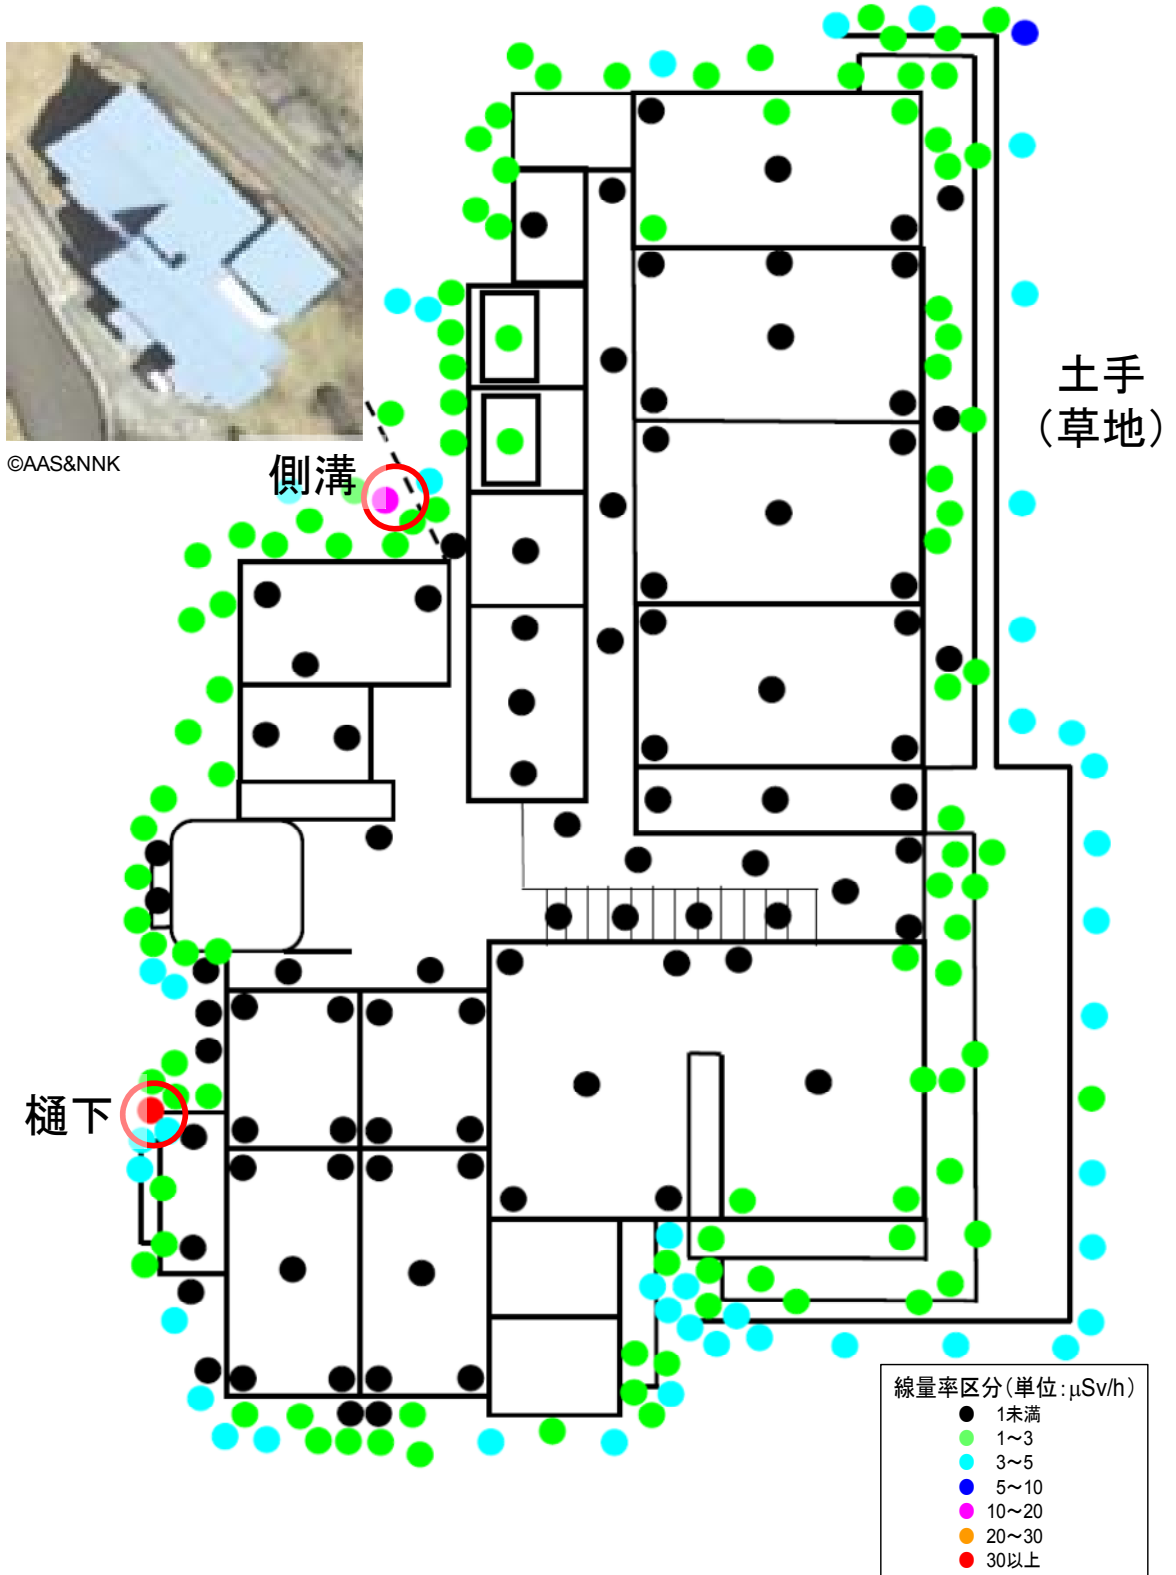 土手
(草地)
©AAS&NNK
側溝
樋下
線量率区分(単位:μSv/h)
1未満
1～3
3～5
5～10
10～20
20～30
30以上